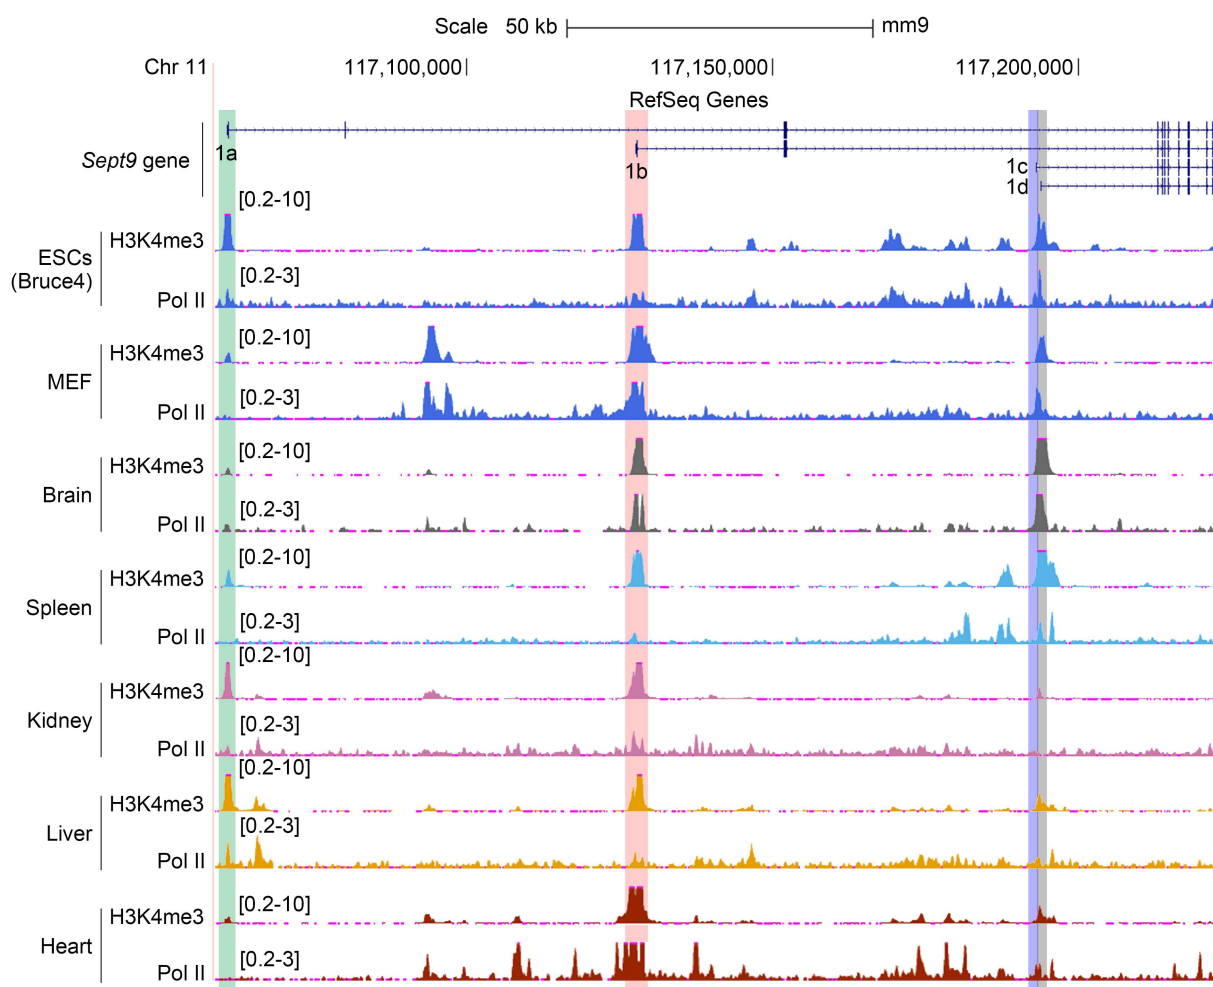 Scale 50 kb mm9
Chr 11 117,100,000 117,150,000 117,200,000
RefSeq Genes
Sept9 gene
1a
1b
1c
1d
ESCs
(Bruce4)
H3K4me3 [0.2-10]
Pol II [0.2-3]
MEF
H3K4me3 [0.2-10]
Pol II [0.2-3]
Brain
H3K4me3 [0.2-10]
Pol II [0.2-3]
Spleen
H3K4me3 [0.2-10]
Pol II [0.2-3]
Kidney
H3K4me3 [0.2-10]
Pol II [0.2-3]
Liver
H3K4me3 [0.2-10]
Pol II [0.2-3]
Heart
H3K4me3 [0.2-10]
Pol II [0.2-3]